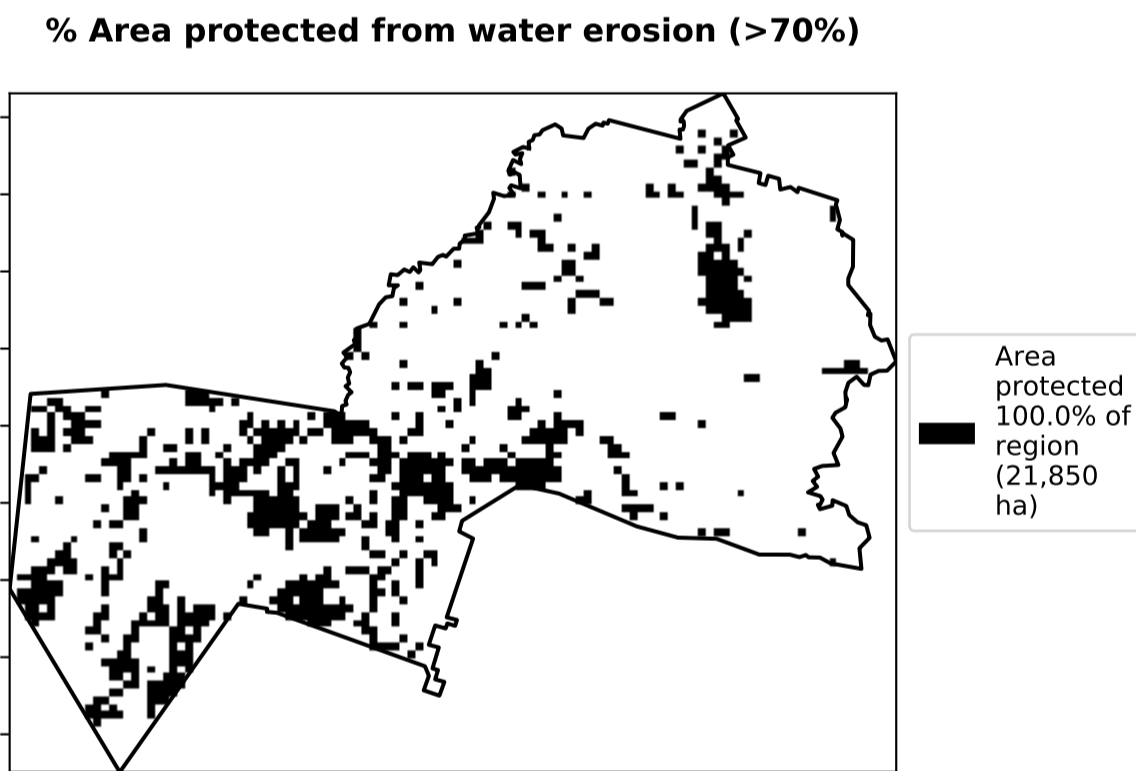 % Area protected from water erosion (>70%)
Area
protected
100.0% of
region
(21,850
ha)